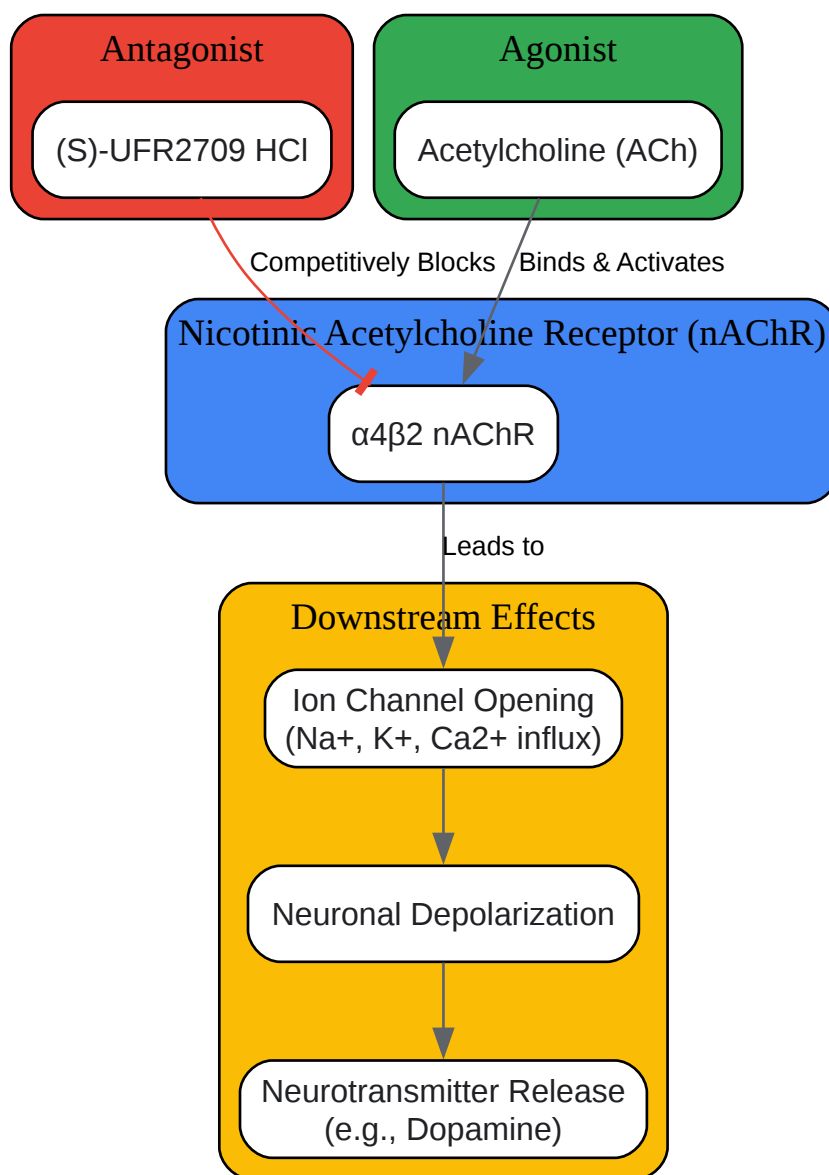 Antagonist
Agonist
(S)-UFR2709 HCl
Acetylcholine (ACh)
Competitively Blocks
Binds & Activates
Nicotinic Acetylcholine Receptor (nAChR)
α4β2 nAChR
Leads to
Downstream Effects
Ion Channel Opening
(Na+, K+, Ca2+ influx)
Neuronal Depolarization
Neurotransmitter Release
(e.g., Dopamine)